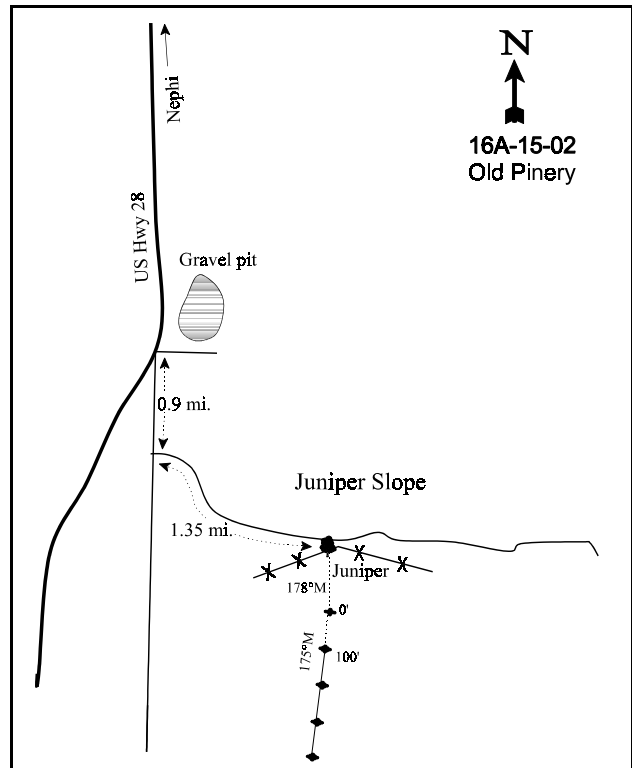 N
16A-15-02
Old Pinery
Nephi
US Hwy 28
Gravel pit
0.9 mi.
Juniper Slope
1.35 mi.
Juniper
178°M
0'
175°M
100'